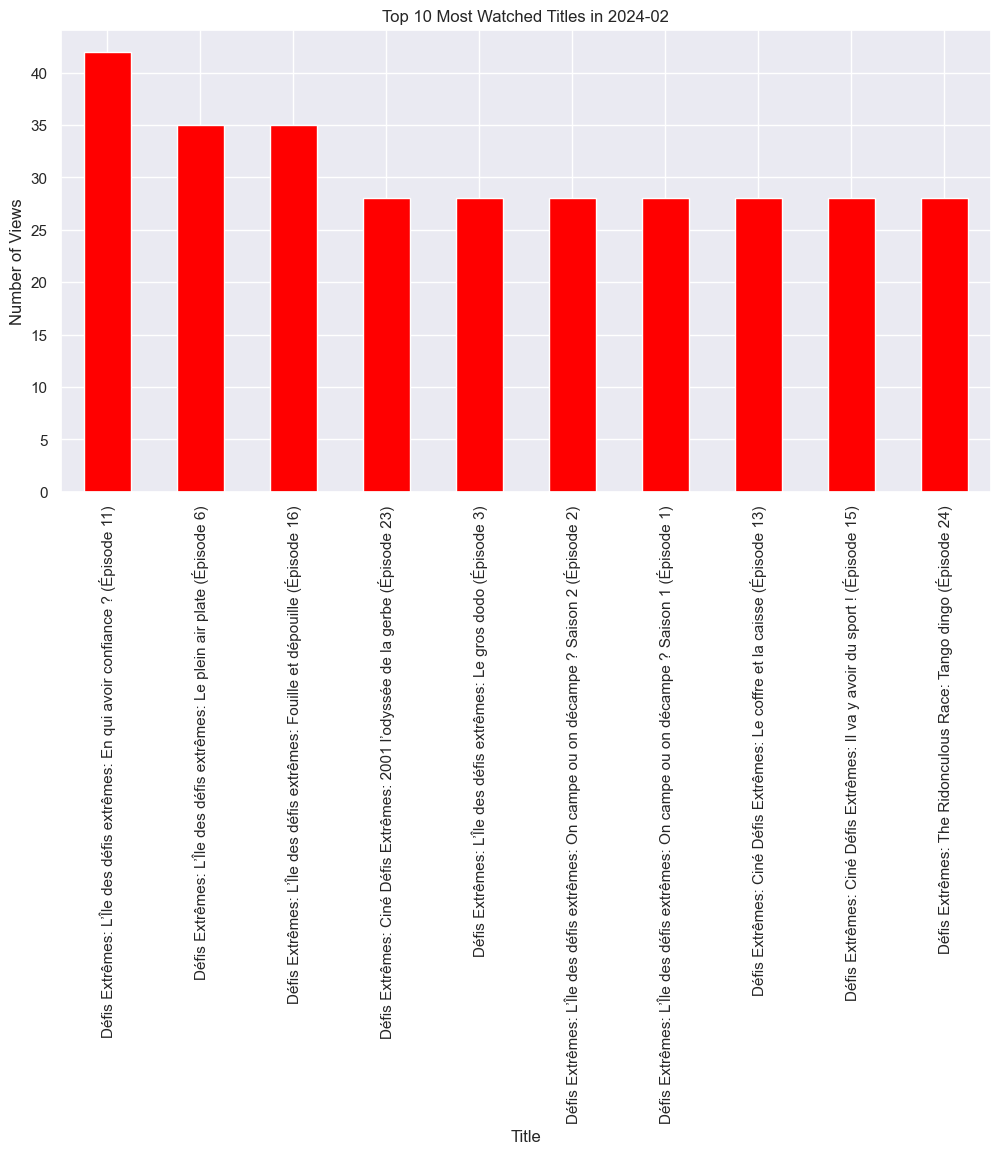 Top 10 Most Watched Titles in 2024-02
Number of Views
40
35
30
25
20
15
10
5
0
Défis Extrêmes: L’Île des défis extrêmes: En qui avoir confiance ? (Épisode 11)
Défis Extrêmes: L’Île des défis extrêmes: Le plein air plate (Épisode 6)
Défis Extrêmes: L’Île des défis extrêmes: Fouille et dépouille (Épisode 16)
Défis Extrêmes: Ciné Défis Extrêmes: 2001 l’odyssée de la gerbe (Épisode 23)
Défis Extrêmes: L’Île des défis extrêmes: Le gros dodo (Épisode 3)
Défis Extrêmes: L’Île des défis extrêmes: On campe ou on décampe ? Saison 2 (Épisode 2)
Défis Extrêmes: L’Île des défis extrêmes: On campe ou on décampe ? Saison 1 (Épisode 1)
Défis Extrêmes: Ciné Défis Extrêmes: Le coffre et la caisse (Épisode 13)
Défis Extrêmes: Ciné Défis Extrêmes: Il va y avoir du sport ! (Épisode 15)
Défis Extrêmes: The Ridonculous Race: Tango dingo (Épisode 24)
Title